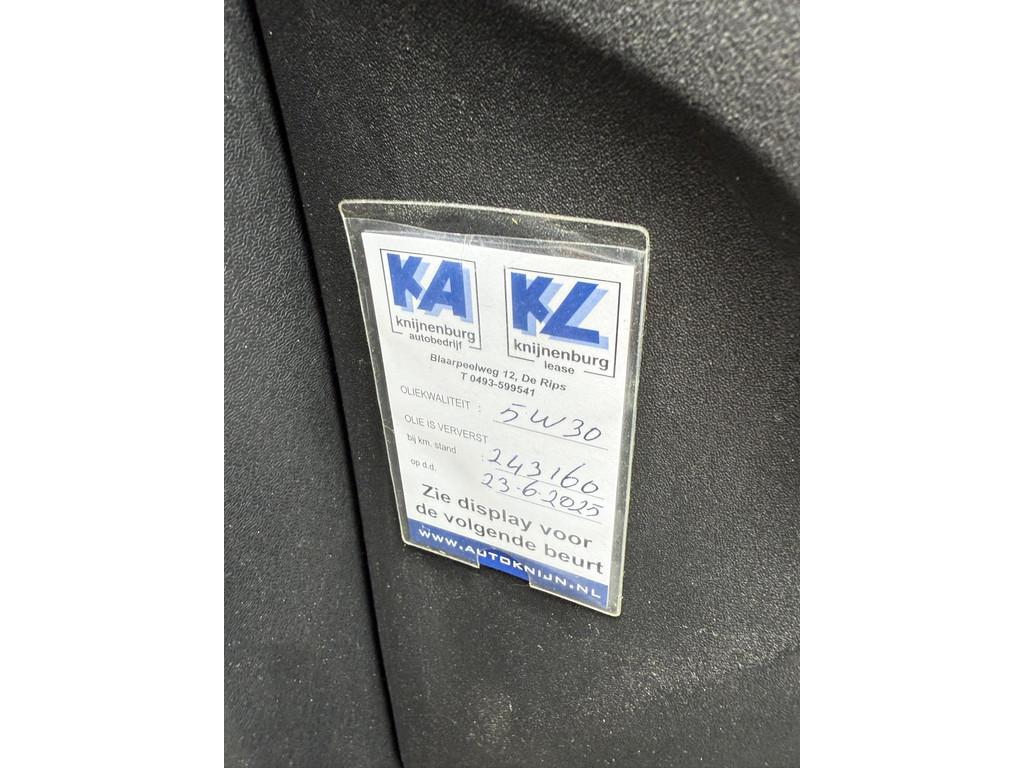 KA KL
knijnenburg
autobedrijf
knijnenburg
lease
Blaarpeelweg 12, De Rips
T 0493-599541
OLIEKWALITEIT : 5W30
OLIE IS VERVERST
bij km. stand : 243160
op d.d. 23-6-2025
Zie display voor
de volgende beurt
www.AUTOKNIJN.NL